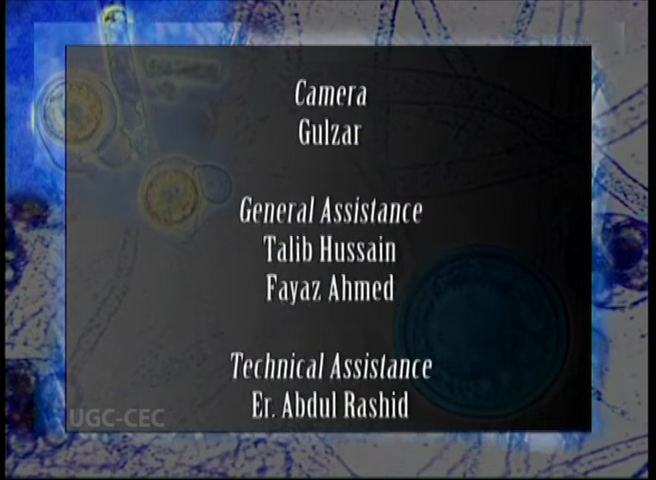 Camera
Gulzar
General Assistance
Talib Hussain
Fayaz Ahmed
Technical Assistance
Er. Abdul Rashid
UGC-CEC